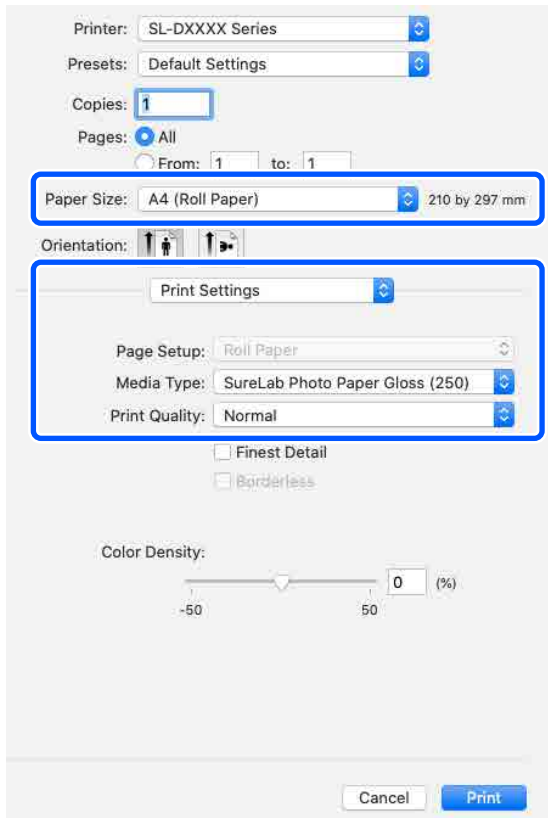 Printer: SL-DXXXX Series
Presets: Default Settings
Copies: 1
Pages: All
From: 1 to: 1
Paper Size: A4 (Roll Paper) 210 by 297 mm
Orientation:
Print Settings
Page Setup: Roll Paper
Media Type: SureLab Photo Paper Gloss (250)
Print Quality: Normal
Finest Detail
Borderless
Color Density:
0 (%)
-50 50
Cancel Print